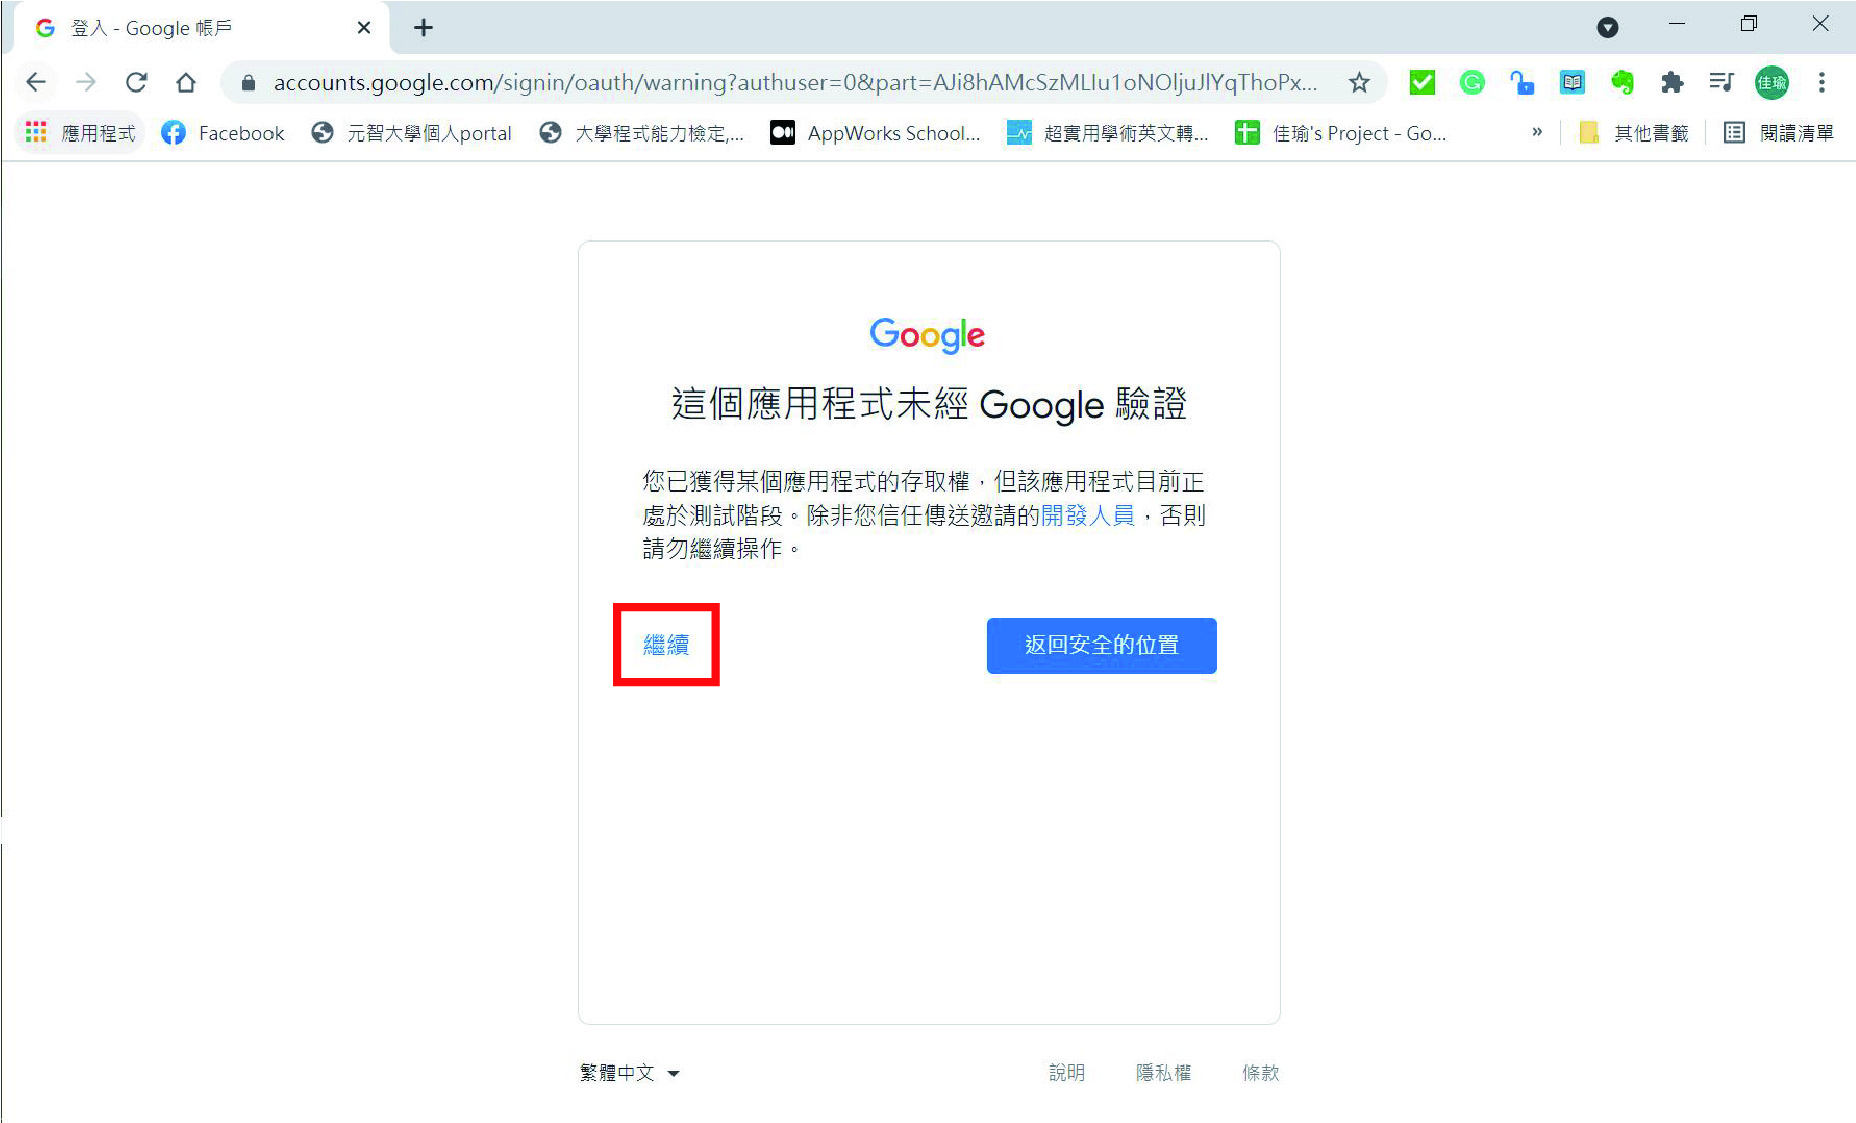 登入 - Google 帳戶
accounts.google.com/signin/oauth/warning?authuser=0&part=AJi8hAMcSzMLIu1oNOljuJlYqThoPx...
佳瑜
應用程式 Facebook 元智大學個人portal 大學程式能力檢定,... AppWorks School... 超實用學術英文轉... 佳瑜's Project - Go... » 其他書籤 閱讀清單
Google
這個應用程式未經 Google 驗證
您已獲得某個應用程式的存取權，但該應用程式目前正
處於測試階段。除非您信任傳送邀請的開發人員，否則
請勿繼續操作。
繼續 返回安全的位置
繁體中文 說明 隱私權 條款